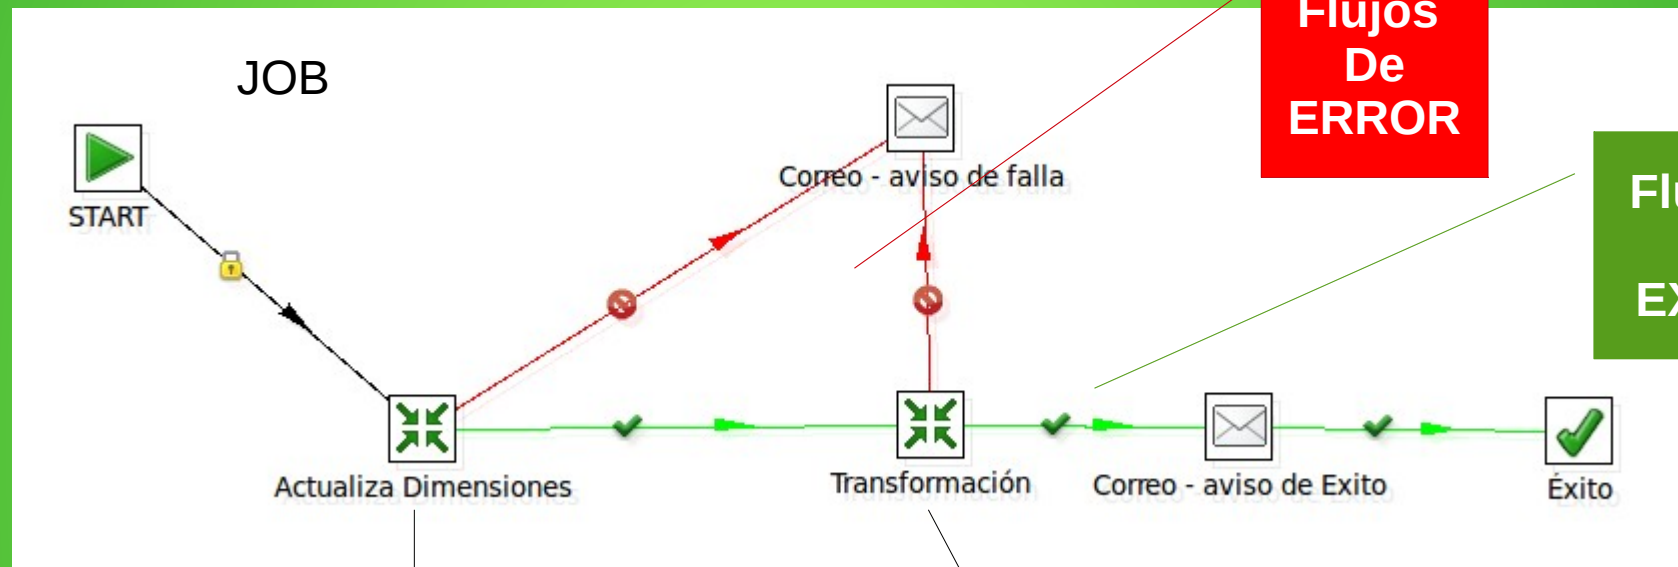 JOB
START
Correo - aviso de falla
Flujos
De
ERROR
Actualiza Dimensiones
Transformación
Correo - aviso de Exito
Éxito